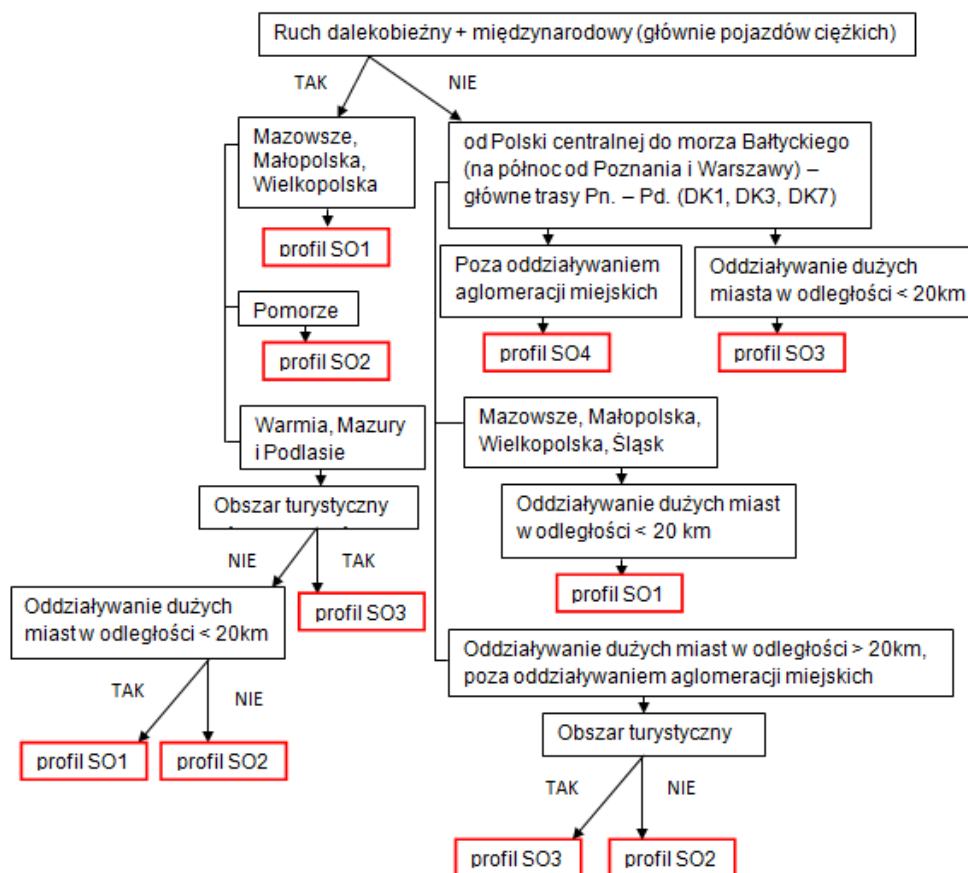 Ruch dalekobieżny + międzynarodowy (głównie pojazdów ciężkich)
TAK
NIE
Mazowsze,
Małopolska,
Wielkopolska
profil SO1
Pomorze
profil SO2
Warmia, Mazury
i Podlasie
Obszar turystyczny
NIE
TAK
Oddziaływanie dużych
miast w odległości < 20km
profil SO3
TAK
NIE
profil SO1
profil SO2
od Polski centralnej do morza Bałtyckiego
(na północ od Poznania i Warszawy) –
główne trasy Pn. – Pd. (DK1, DK3, DK7)
Poza oddziaływaniem
aglomeracji miejskich
profil SO4
Oddziaływanie dużych
miasta w odległości < 20km
profil SO3
Mazowsze, Małopolska,
Wielkopolska, Śląsk
Oddziaływanie dużych miast
w odległości < 20 km
profil SO1
Oddziaływanie dużych miast w odległości > 20km,
poza oddziaływaniem aglomeracji miejskich
Obszar turystyczny
TAK
NIE
profil SO3
profil SO2